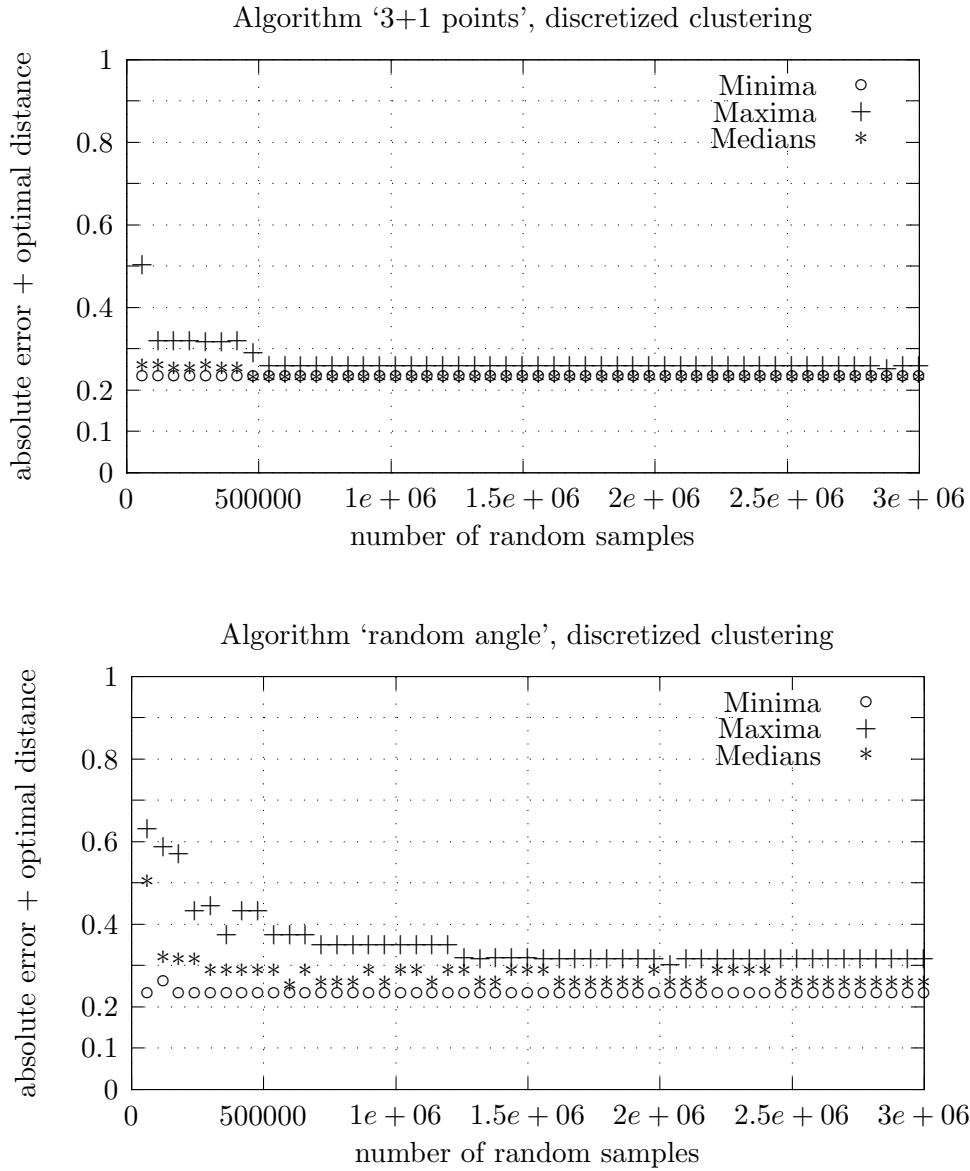 Algorithm ‘3+1 points’, discretized clustering
absolute error + optimal distance
1
0.8
0.6
0.4
0.2
0.1
0
Minima
Maxima
Medians
0 500000 1e + 06 1.5e + 06 2e + 06 2.5e + 06 3e + 06
number of random samples
Algorithm ‘random angle’, discretized clustering
absolute error + optimal distance
1
0.8
0.6
0.4
0.2
0.1
0
Minima
Maxima
Medians
0 500000 1e + 06 1.5e + 06 2e + 06 2.5e + 06 3e + 06
number of random samples